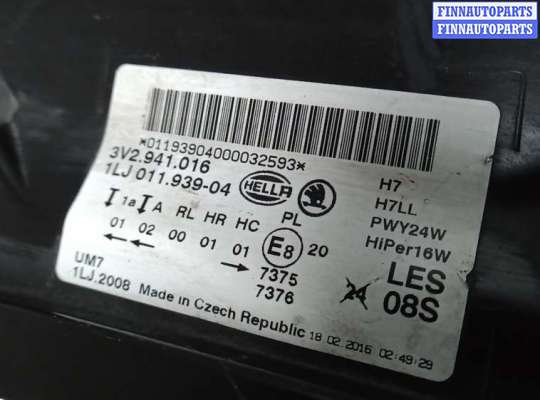 FINNAUTOPARTS
FINNAUTOPARTS
*01193904000032593*
3V2.941.016
1LJ 011.939-04
HELLA
H7
H7LL
PWY24W
HiPer16W
1a A RL HR HC PL
01 02 00 01 01 E8 20
7375
7376
LES
24 08S
UM7
1LJ.2008 Made in Czech Republic 18 02.2016 02:49:29